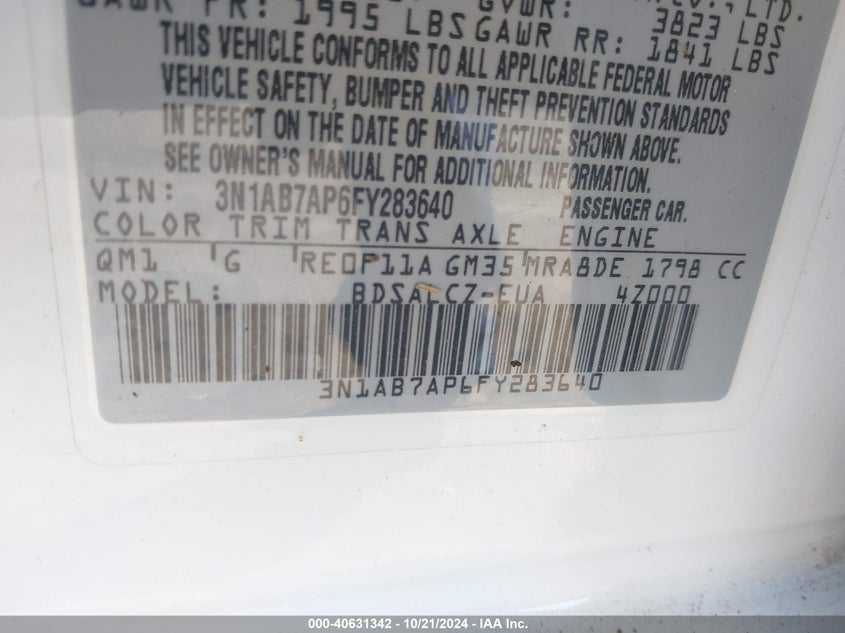 GAWR FR: 1995 LBS GAWR RR: 1841 LBS
GVWR: 3823 LBS
LTD.
THIS VEHICLE CONFORMS TO ALL APPLICABLE FEDERAL MOTOR
VEHICLE SAFETY, BUMPER AND THEFT PREVENTION STANDARDS
IN EFFECT ON THE DATE OF MANUFACTURE SHOWN ABOVE.
SEE OWNER'S MANUAL FOR ADDITIONAL INFORMATION.
VIN: 3N1AB7AP6FY283640 PASSENGER CAR.
COLOR TRIM TRANS AXLE ENGINE
QM1 G RE0F11A GM35 MRA8DE 1798 CC
MODEL: BDSALCZ-EUA 4Z000
3N1AB7AP6FY283640
000-40631342 / 10/21/2024 - IAA Inc.